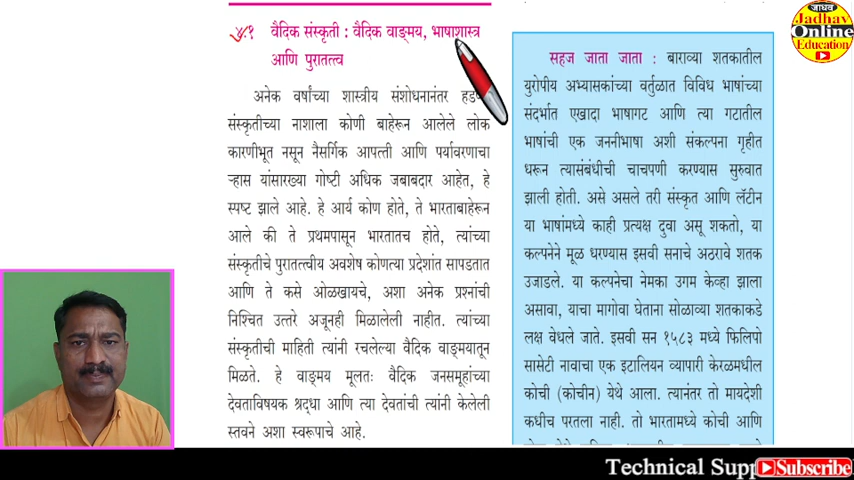 ४.१ वैदिक संस्कृती : वैदिक वाङ्मय, भाषाशास्त्र
आणि पुरातत्त्व
अनेक वर्षांच्या शास्त्रीय संशोधनानंतर
संस्कृतीच्या नाशाला कोणी बाहेरून आलेले लोक
कारणीभूत नसून नैसर्गिक आपत्ती आणि पर्यावरणाचा
ऱ्हास यांसारख्या गोष्टी अधिक जबाबदार आहेत, हे
स्पष्ट झाले आहे. हे आर्य कोण होते, ते भारताबाहेरून
आले की ते प्रथमपासून भारतातच होते, त्यांच्या
संस्कृतीचे पुरातत्त्वीय अवशेष कोणत्या प्रदेशांत सापडतात
आणि ते कसे ओळखायचे, अशा अनेक प्रश्नांची
निश्चित उत्तरे अजूनही मिळालेली नाहीत. त्यांच्या
संस्कृतीची माहिती त्यांनी रचलेल्या वैदिक वाङ्मयातून
मिळते. हे वाङ्मय मूलतः वैदिक जनसमूहांच्या
देवताविषयक श्रद्धा आणि त्या देवतांची त्यांनी केलेली
स्तवने अशा स्वरूपाचे आहे.
सहज जाता जाता : बाराव्या शतकातील
युरोपीय अभ्यासकांच्या वर्तुळात विविध भाषांच्या
संदर्भात एखादा भाषागट आणि त्या गटातील
भाषांची एक जननीभाषा अशी संकल्पना गृहीत
धरून त्यासंबंधीची चाचपणी करण्यास सुरुवात
झाली होती. असे असले तरी संस्कृत आणि लॅटीन
या भाषांमध्ये काही प्रत्यक्ष दुवा असू शकतो, या
कल्पनेने मूळ धरण्यास इसवी सनाचे अठरावे शतक
उजाडले. या कल्पनेचा नेमका उगम केव्हा झाला
असावा, याचा मागोवा घेताना सोळाव्या शतकाकडे
लक्ष वेधले जाते. इसवी सन १५८३ मध्ये फिलिपो
सासेटी नावाचा एक इटालियन व्यापारी केरळमधील
कोची (कोचीन) येथे आला. त्यानंतर तो मायदेशी
कधीच परतला नाही. तो भारतामध्ये कोची आणि
जाधव
Jadhav
Online
Education
Technical Supp
Subscribe